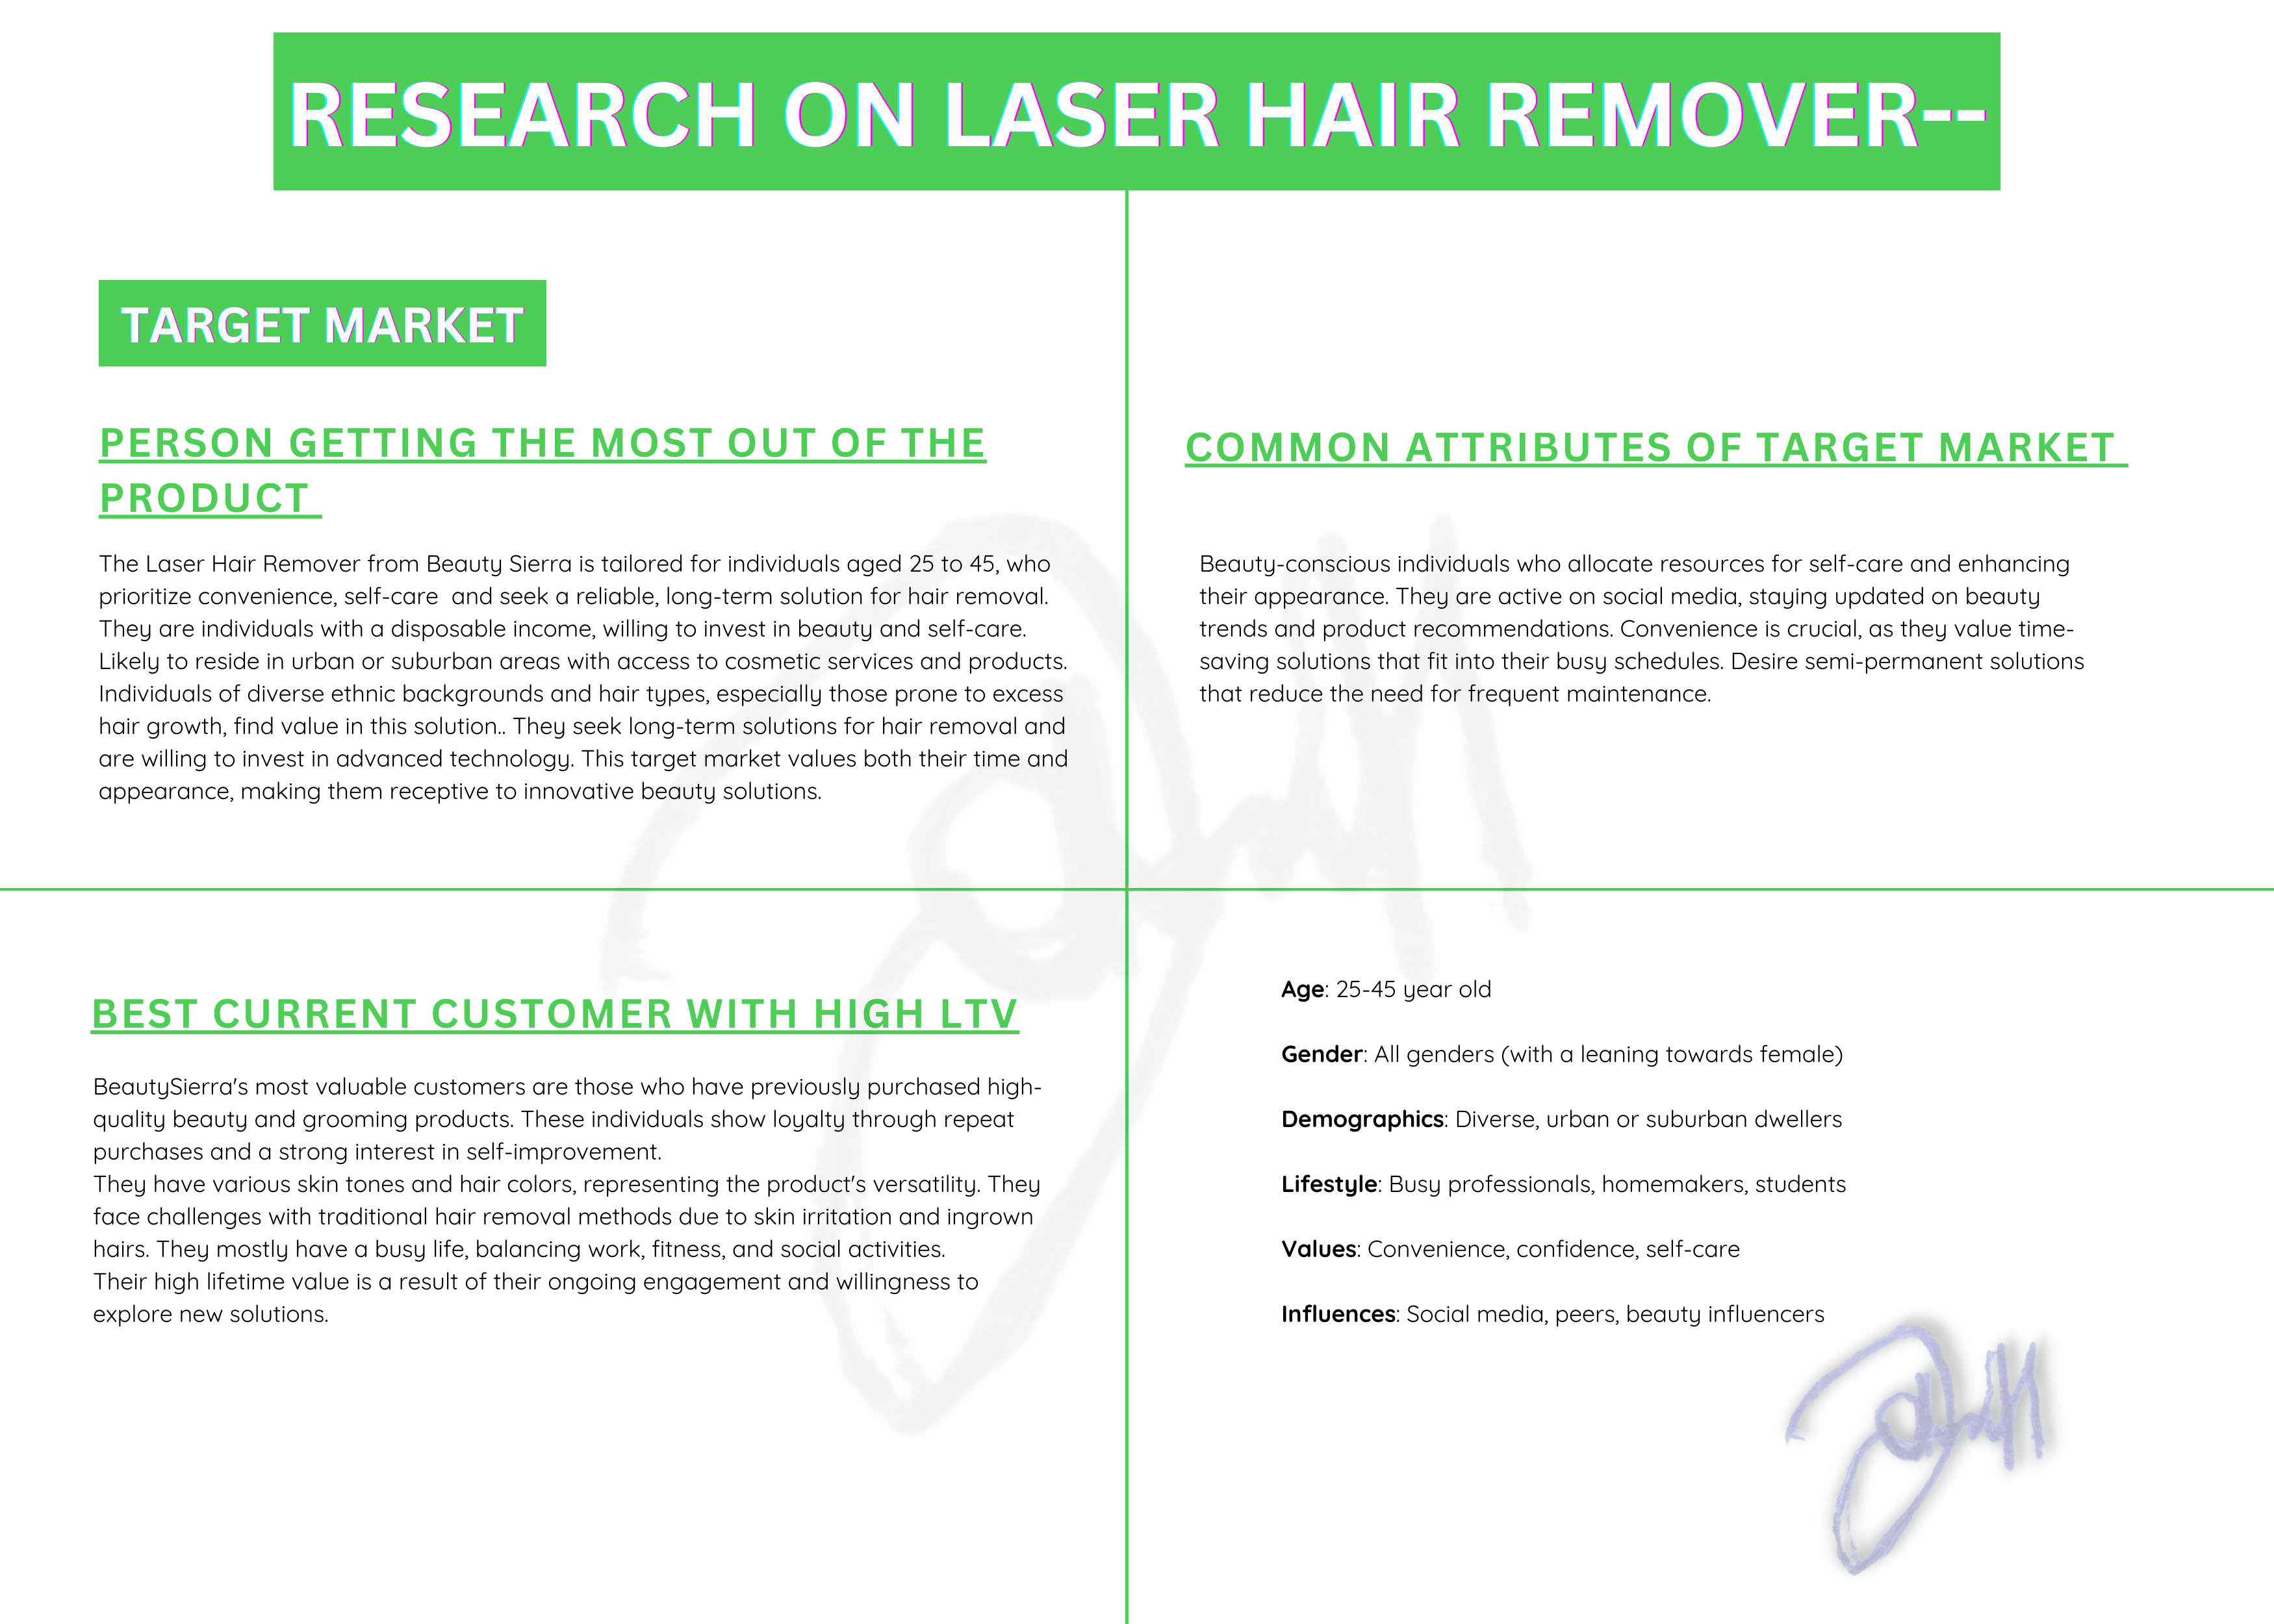 RESEARCH ON LASER HAIR REMOVER--
TARGET MARKET
PERSON GETTING THE MOST OUT OF THE
PRODUCT
The Laser Hair Remover from Beauty Sierra is tailored for individuals aged 25 to 45, who
prioritize convenience, self-care  and seek a reliable, long-term solution for hair removal.
They are individuals with a disposable income, willing to invest in beauty and self-care.
Likely to reside in urban or suburban areas with access to cosmetic services and products.
Individuals of diverse ethnic backgrounds and hair types, especially those prone to excess
hair growth, find value in this solution.. They seek long-term solutions for hair removal and
are willing to invest in advanced technology. This target market values both their time and
appearance, making them receptive to innovative beauty solutions.
COMMON ATTRIBUTES OF TARGET MARKET
Beauty-conscious individuals who allocate resources for self-care and enhancing
their appearance. They are active on social media, staying updated on beauty
trends and product recommendations. Convenience is crucial, as they value time-
saving solutions that fit into their busy schedules. Desire semi-permanent solutions
that reduce the need for frequent maintenance.
BEST CURRENT CUSTOMER WITH HIGH LTV
BeautySierra's most valuable customers are those who have previously purchased high-
quality beauty and grooming products. These individuals show loyalty through repeat
purchases and a strong interest in self-improvement.
They have various skin tones and hair colors, representing the product's versatility. They
face challenges with traditional hair removal methods due to skin irritation and ingrown
hairs. They mostly have a busy life, balancing work, fitness, and social activities.
Their high lifetime value is a result of their ongoing engagement and willingness to
explore new solutions.
Age: 25-45 year old
Gender: All genders (with a leaning towards female)
Demographics: Diverse, urban or suburban dwellers
Lifestyle: Busy professionals, homemakers, students
Values: Convenience, confidence, self-care
Influences: Social media, peers, beauty influencers